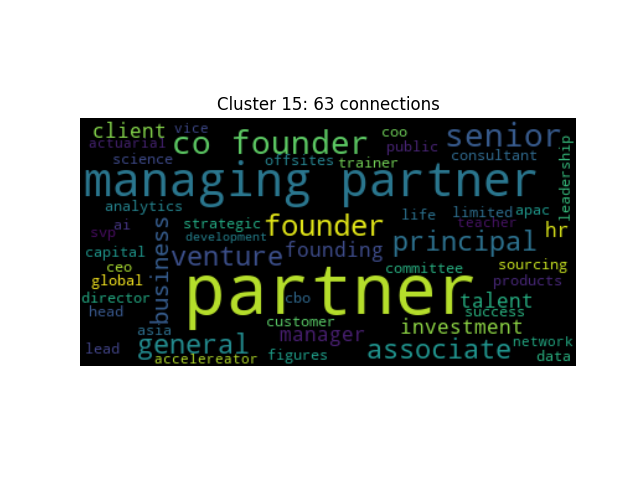 Cluster 15: 63 connections
client vice co founder coo senior
actuarial public
science offsites trainer consultant leadership
managing partner
analytics life limited apac
svp ai strategic founder teacher hr
development
business venture founding principal
capital committee sourcing
ceo
global partner cbo products
director talent
head customer success
asia manager investment
lead general associate network
accelereator figures data